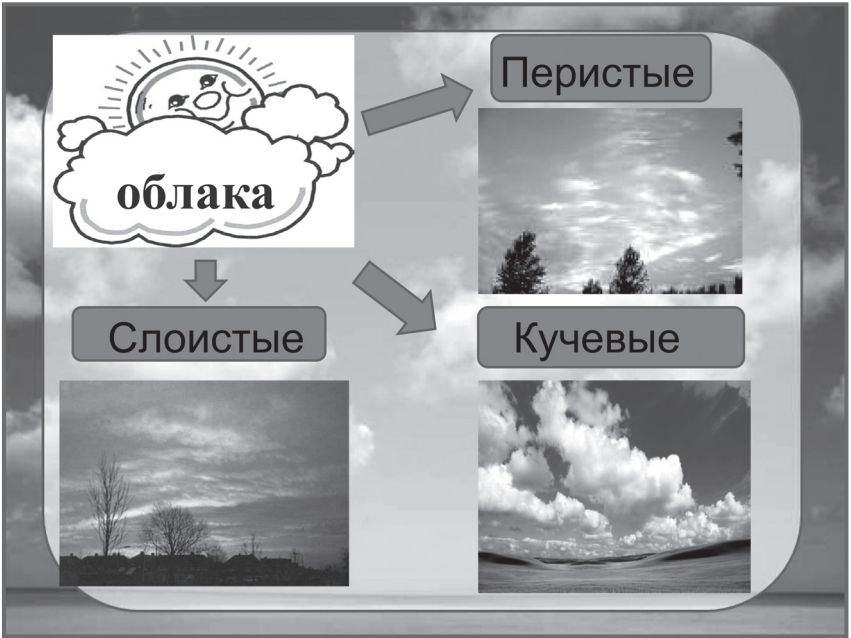 облака
Перистые
Слоистые
Кучевые